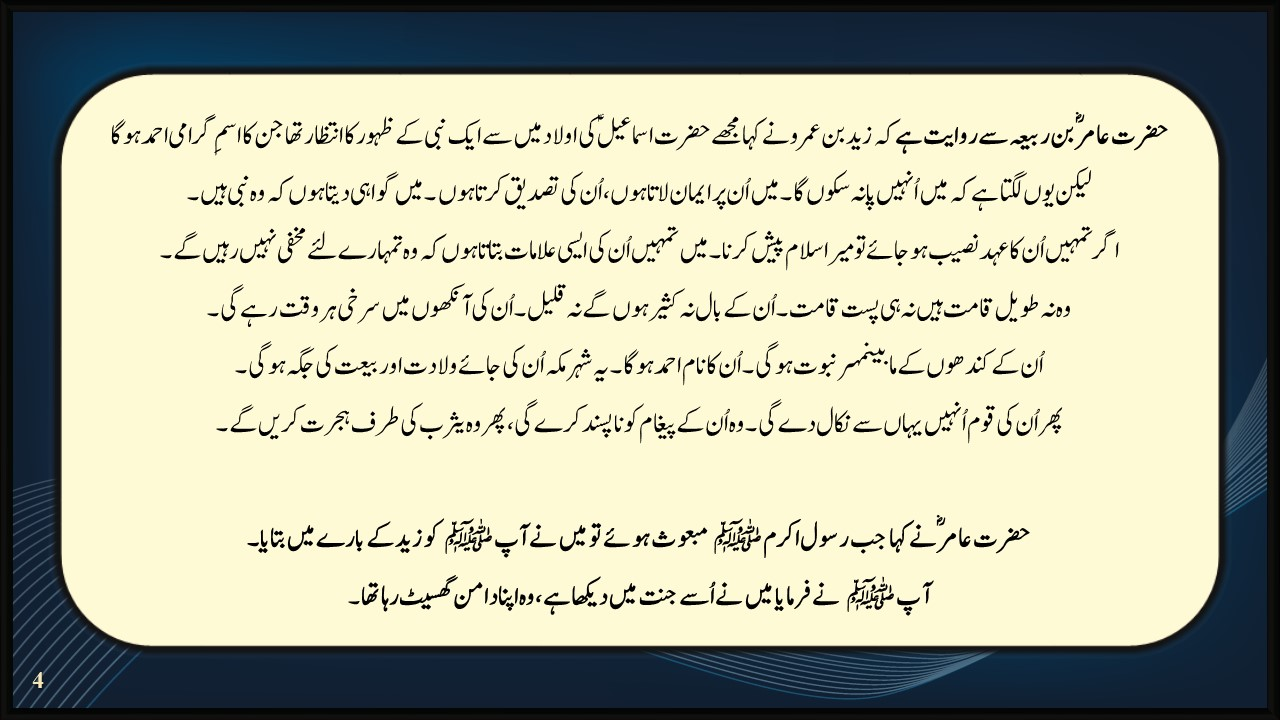 حضرت عامرؓ بن ربیعہ سے روایت ہے کہ زید بن عمرو نے کہا مجھے حضرت اسماعیلؑ کی اولاد میں سے ایک نبی کے ظہور کا انتظار تھا جن کا اسمِ گرامی احمد ہو گا
لیکن یوں لگتا ہے کہ میں اُنہیں پا نہ سکوں گا۔ میں اُن پر ایمان لاتا ہوں، اُن کی تصدیق کرتا ہوں۔ میں گواہی دیتا ہوں کہ وہ نبی ہیں۔
اگر تمہیں اُن کا عہد نصیب ہو جائے تو میرا سلام پیش کرنا۔ میں تمہیں اُن کی ایسی علامات بتاتا ہوں کہ وہ تمہارے لئے مخفی نہیں رہیں گے۔
وہ نہ طویل قامت ہیں نہ ہی پست قامت۔ اُن کے بال نہ کثیر ہوں گے نہ قلیل۔ اُن کی آنکھوں میں سرخی ہر وقت رہے گی۔
اُن کے کندھوں کے مابینمہر نبوت ہو گی۔ اُن کا نام احمد ہو گا۔ یہ شہر مکہ اُن کی جائے ولادت اور بیعت کی جگہ ہو گی۔
پھر اُن کی قوم اُنہیں یہاں سے نکال دے گی۔ وہ اُن کے پیغام کو ناپسند کرے گی، پھر وہ یثرب کی طرف ہجرت کریں گے۔
حضرت عامرؓ نے کہا جب رسول اکرم ﷺ مبعوث ہوئے تو میں نے آپ ﷺ کو زید کے بارے میں بتایا۔
آپ ﷺ نے فرمایا میں نے اُسے جنت میں دیکھا ہے، وہ اپنا دامن گھسیٹ رہا تھا۔
4